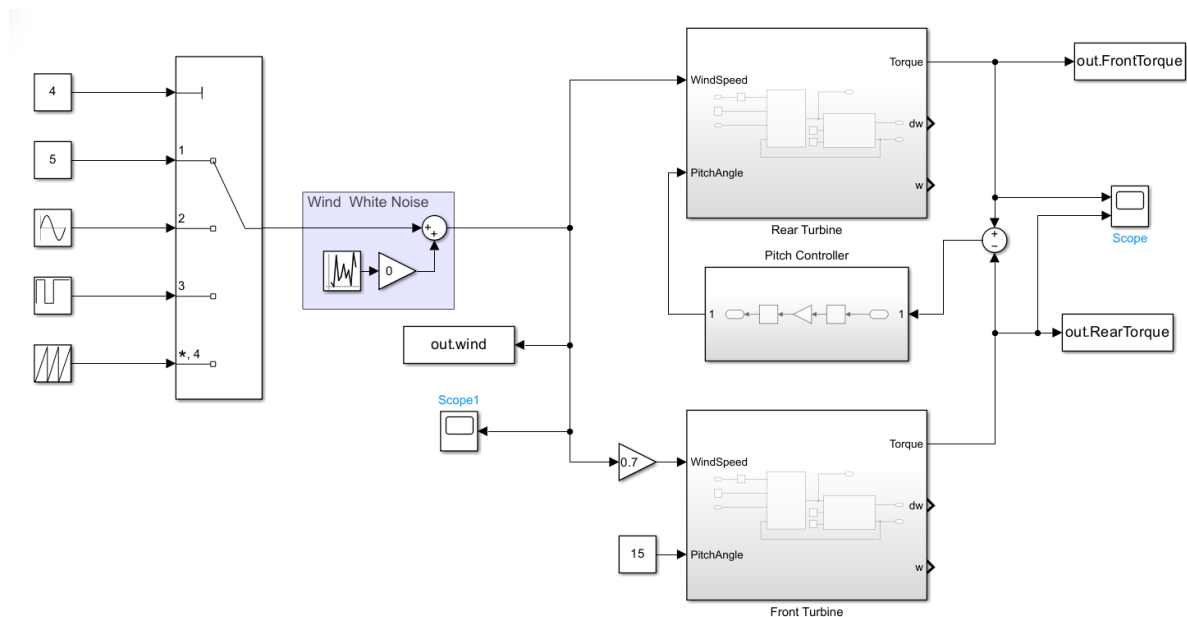 4
5
1
2
3
*, 4
Wind  White Noise
+
+
0
out.wind
Scope1
0.7
15
WindSpeed
PitchAngle
Torque
dw
w
Rear Turbine
Pitch Controller
1
1
out.FrontTorque
Scope
+
−
out.RearTorque
WindSpeed
PitchAngle
Torque
dw
w
Front Turbine